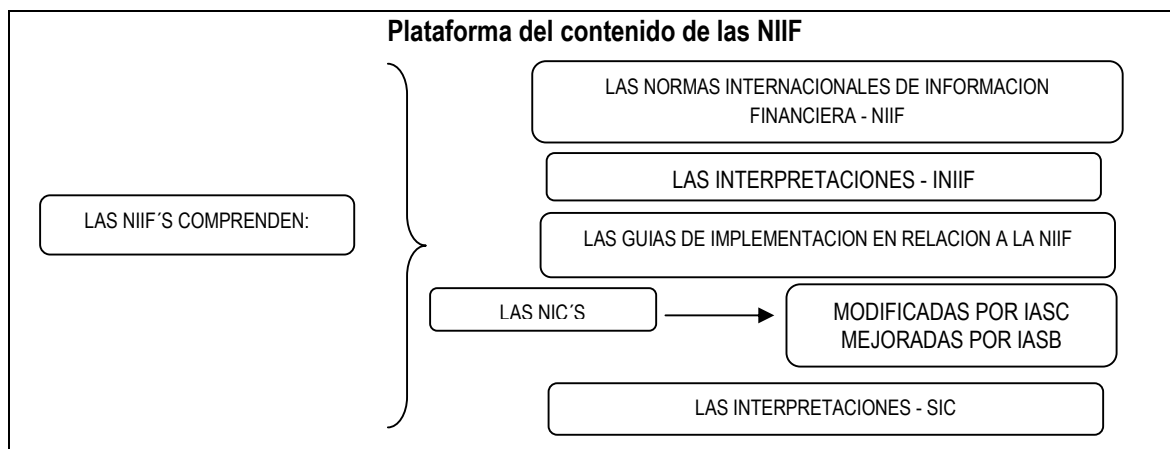 Plataforma del contenido de las NIIF
LAS NIIF´S COMPRENDEN:
LAS NORMAS INTERNACIONALES DE INFORMACION
FINANCIERA - NIIF
LAS INTERPRETACIONES - INIIF
LAS GUIAS DE IMPLEMENTACION EN RELACION A LA NIIF
LAS NIC´S
MODIFICADAS POR IASC
MEJORADAS POR IASB
LAS INTERPRETACIONES - SIC